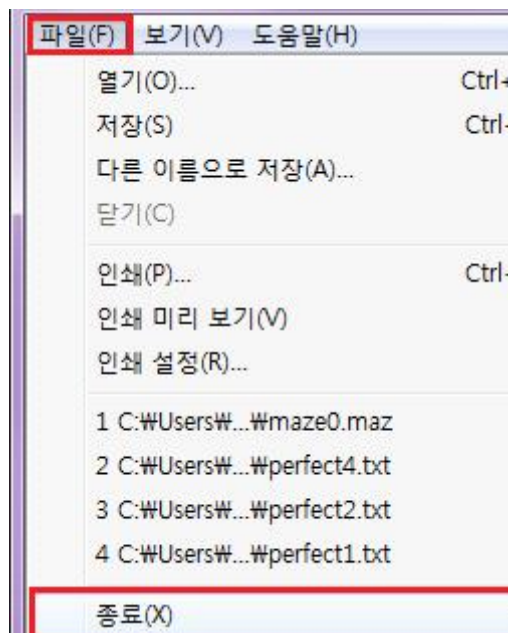 파일(F) 보기(V) 도움말(H)
열기(O)... Ctrl+
저장(S) Ctrl+
다른 이름으로 저장(A)...
닫기(C)
인쇄(P)... Ctrl+
인쇄 미리 보기(V)
인쇄 설정(R)...
1 C:₩Users₩...₩maze0.maz
2 C:₩Users₩...₩perfect4.txt
3 C:₩Users₩...₩perfect2.txt
4 C:₩Users₩...₩perfect1.txt
종료(X)